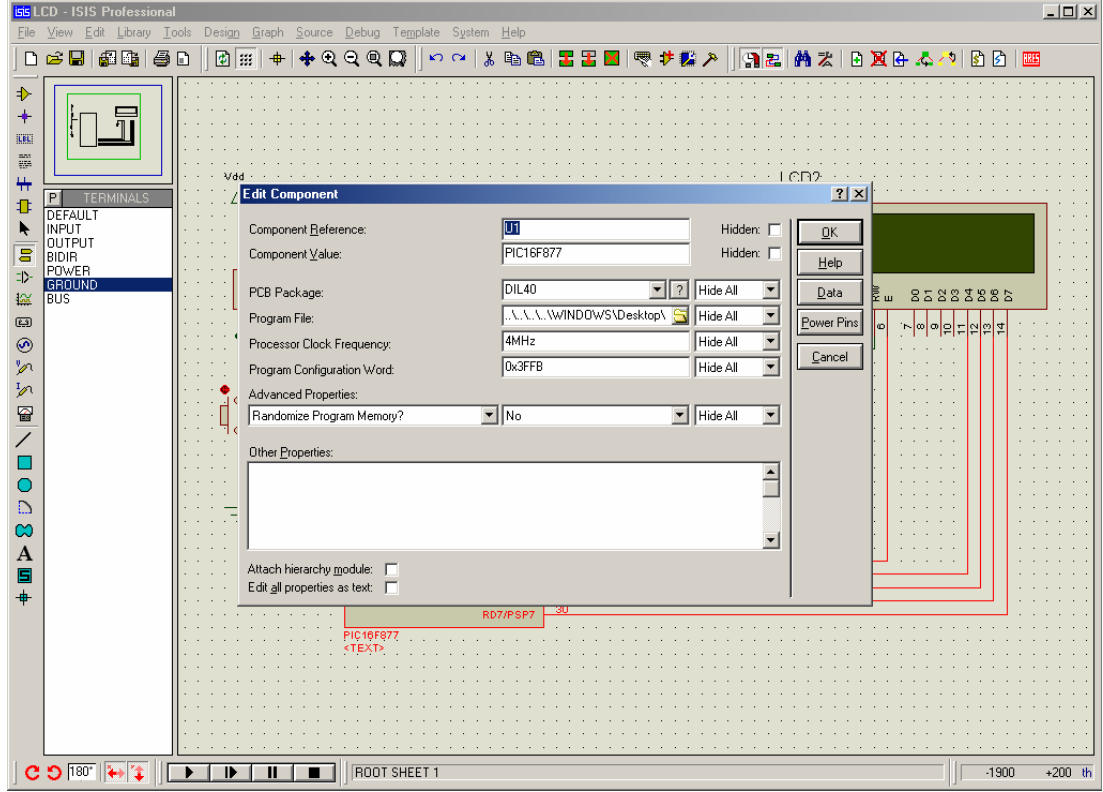 LCD - ISIS Professional
File View Edit Library Tools Design Graph Source Debug Template System Help
P TERMINALS
DEFAULT
INPUT
OUTPUT
BIDIR
POWER
GROUND
BUS
Vdd
LCD2
Edit Component
Component Reference: U1 Hidden:
Component Value: PIC16F877 Hidden:
PCB Package: DIL40 ? Hide All
Program File: ..\..\..\..\WINDOWS\Desktop\ Hide All
Processor Clock Frequency: 4MHz Hide All
Program Configuration Word: 0x3FFB Hide All
Advanced Properties:
Randomize Program Memory? No Hide All
Other Properties:
Attach hierarchy module:
Edit all properties as text:
OK
Help
Data
Power Pins
Cancel
RW E D0 D1 D2 D3 D4 D5 D6 D7
6 7 8 9 10 11 12 13 14
RD7/PSP7 30
PIC16F877
<TEXT>
180°
ROOT SHEET 1
-1900 +200 th